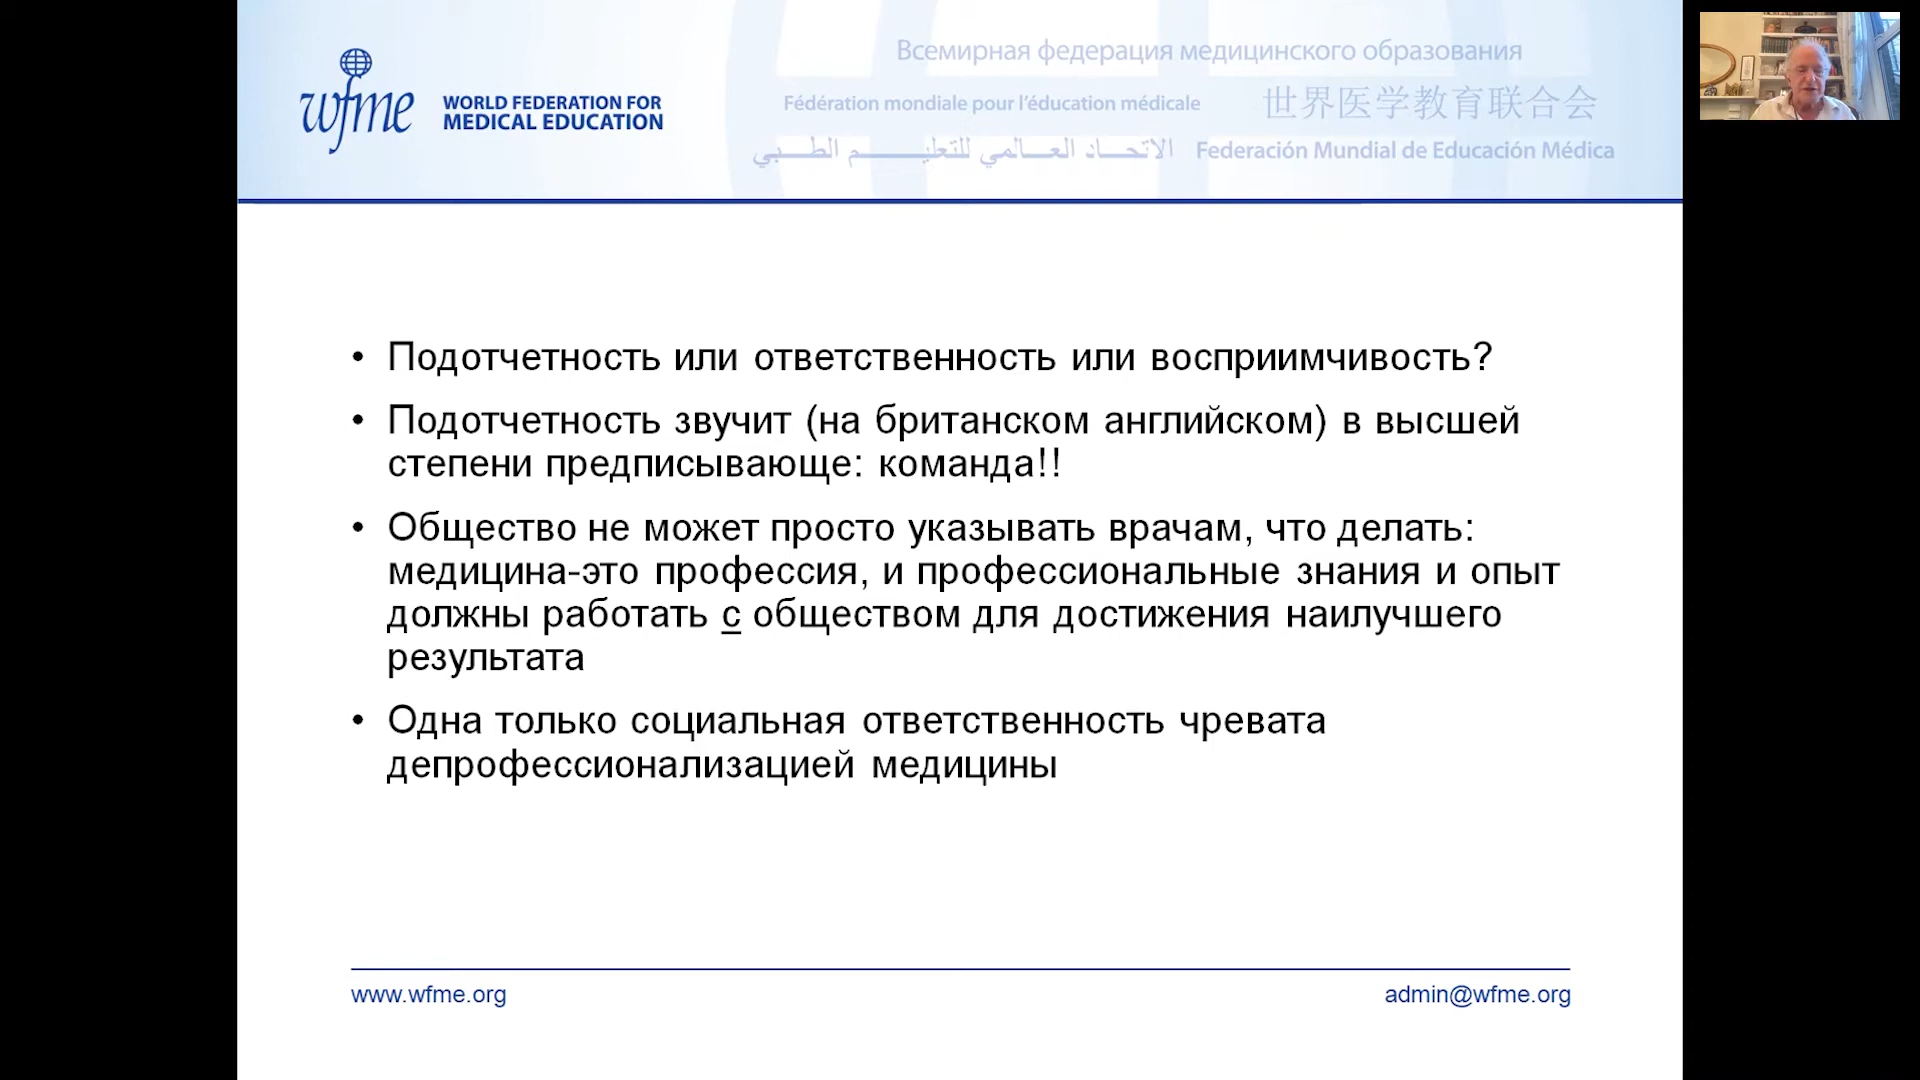 Всемирная федерация медицинского образования
wfme
WORLD FEDERATION FOR
MEDICAL EDUCATION
Fédération mondiale pour l'éducation médicale
世界医学教育联合会
الاتحـــاد العـــالمي للتعليـــــــم الطـــبي
Federación Mundial de Educación Médica
• Подотчетность или ответственность или восприимчивость?
• Подотчетность звучит (на британском английском) в высшей
степени предписывающе: команда!!
• Общество не может просто указывать врачам, что делать:
медицина-это профессия, и профессиональные знания и опыт
должны работать с обществом для достижения наилучшего
результата
• Одна только социальная ответственность чревата
депрофессионализацией медицины
www.wfme.org
admin@wfme.org